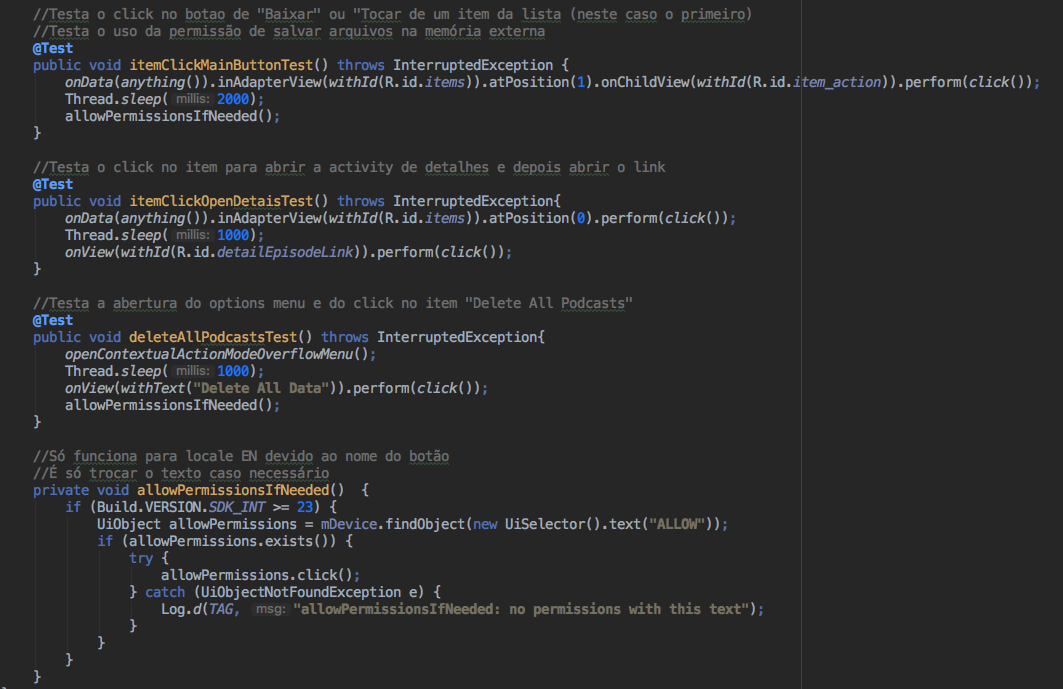 //Testa o click no botao de "Baixar" ou "Tocar de um item da lista (neste caso o primeiro)
//Testa o uso da permissão de salvar arquivos na memória externa
@Test
public void itemClickMainButtonTest() throws InterruptedException {
onData(anything()).inAdapterView(withId(R.id.items)).atPosition(1).onChildView(withId(R.id.item_action)).perform(click());
Thread.sleep( millis: 2000);
allowPermissionsIfNeeded();
}
//Testa o click no item para abrir a activity de detalhes e depois abrir o link
@Test
public void itemClickOpenDetaisTest() throws InterruptedException{
onData(anything()).inAdapterView(withId(R.id.items)).atPosition(0).perform(click());
Thread.sleep( millis: 1000);
onView(withId(R.id.detailEpisodeLink)).perform(click());
}
//Testa a abertura do options menu e do click no item "Delete All Podcasts"
@Test
public void deleteAllPodcastsTest() throws InterruptedException{
openContextualActionModeOverflowMenu();
Thread.sleep( millis: 1000);
onView(withText("Delete All Data")).perform(click());
allowPermissionsIfNeeded();
}
//Só funciona para locale EN devido ao nome do botão
//É só trocar o texto caso necessário
private void allowPermissionsIfNeeded()  {
if (Build.VERSION.SDK_INT >= 23) {
UiObject allowPermissions = mDevice.findObject(new UiSelector().text("ALLOW"));
if (allowPermissions.exists()) {
try {
allowPermissions.click();
} catch (UiObjectNotFoundException e) {
Log.d(TAG, msg: "allowPermissionsIfNeeded: no permissions with this text");
}
}
}
}